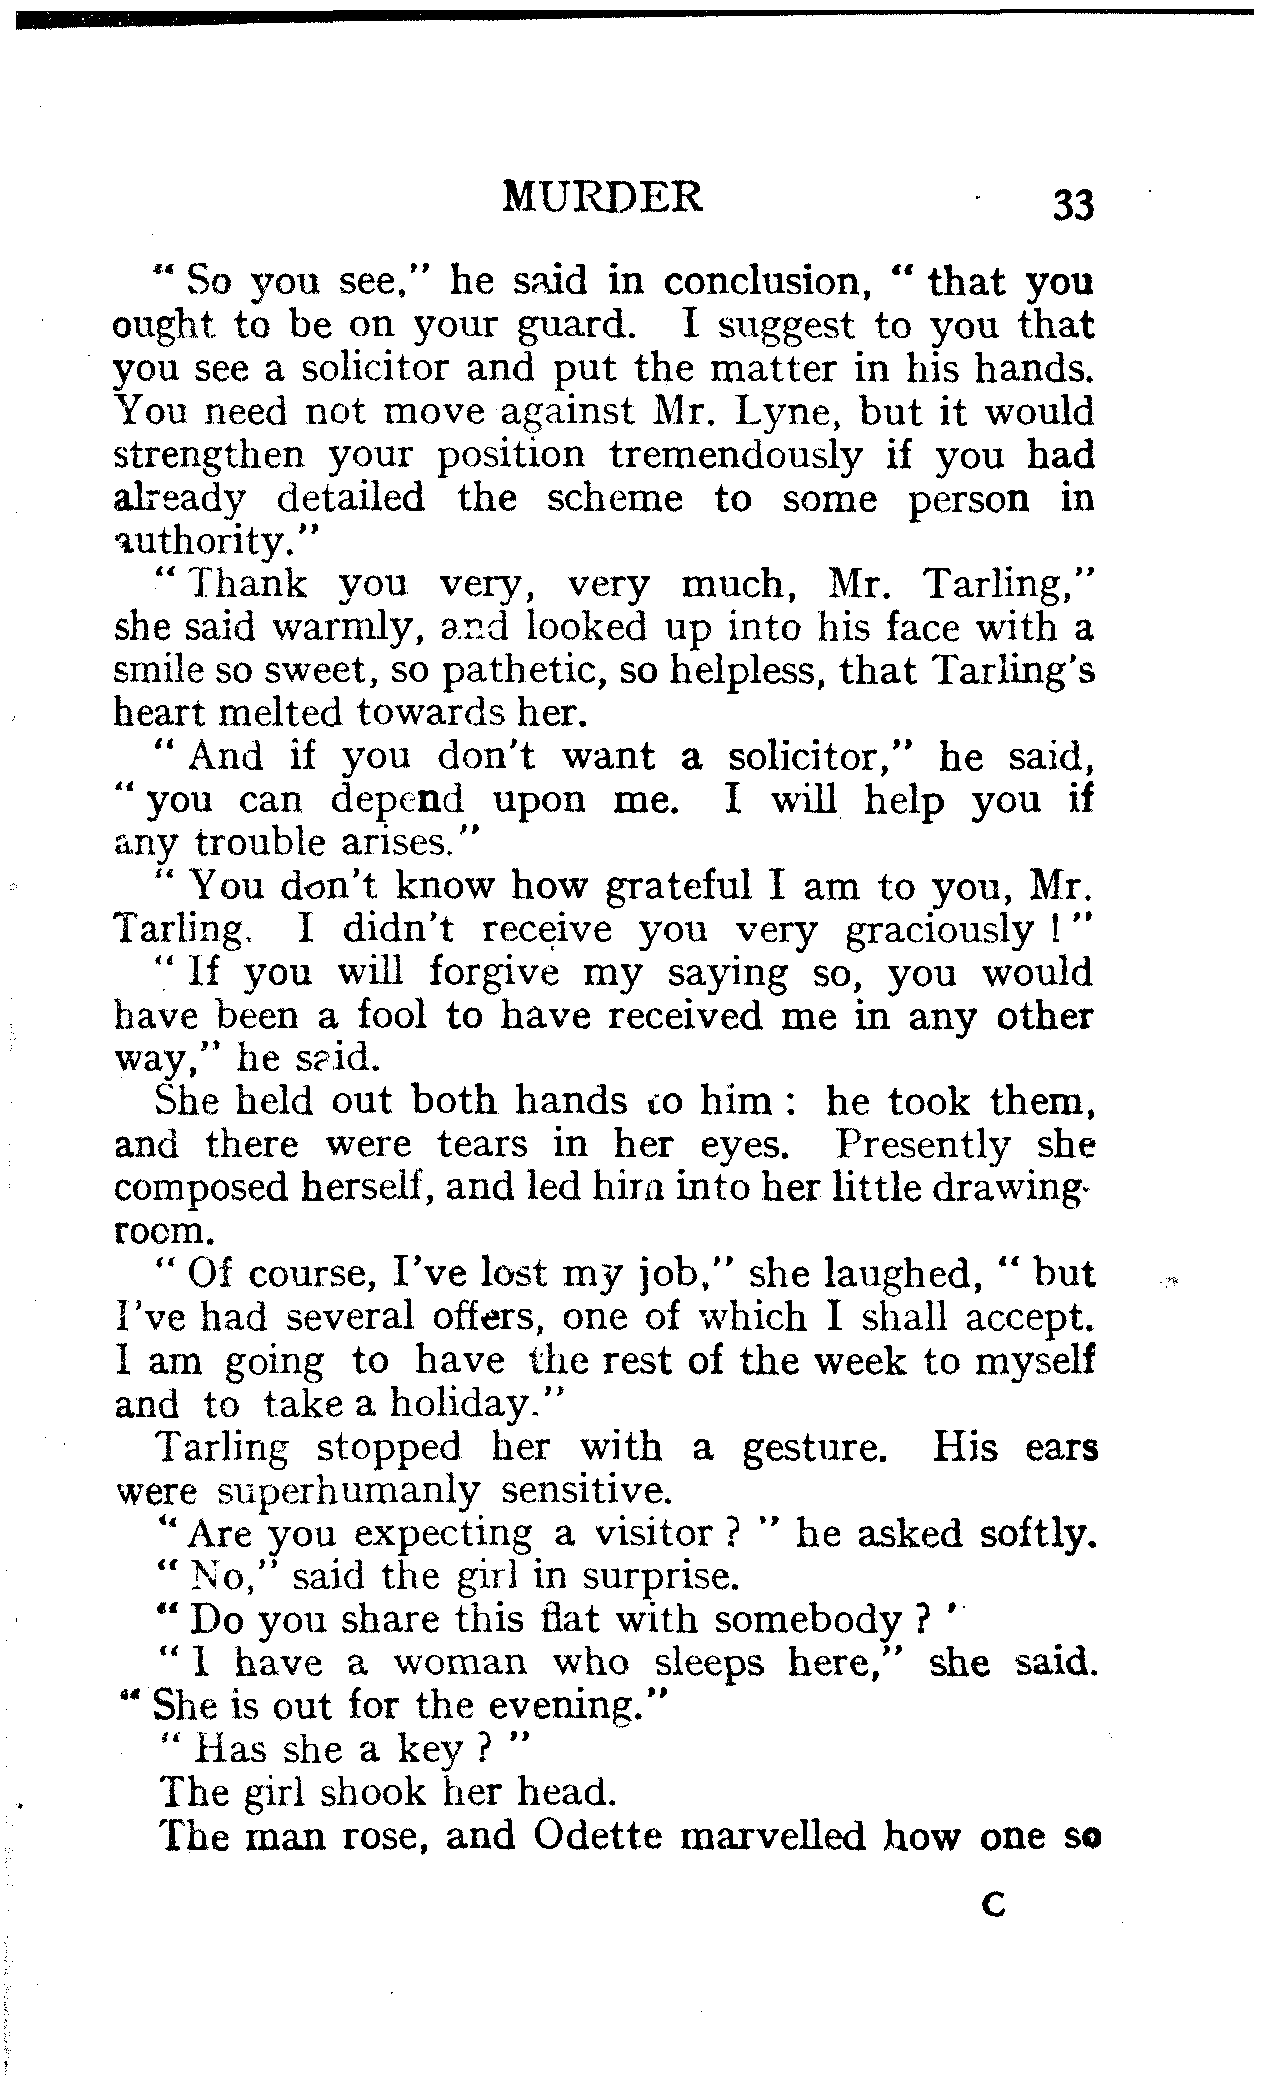 MURDER 33
" So you see," he said in conclusion, " that you
ought to be on your guard. I suggest to you that
you see a solicitor and put the matter in his hands.
You need not move against Mr. Lyne, but it would
strengthen your position tremendously if you had
already detailed the scheme to some person in
authority."
" Thank you very, very much, Mr. Tarling,"
she said warmly, and looked up into his face with a
smile so sweet, so pathetic, so helpless, that Tarling's
heart melted towards her.
" And if you don't want a solicitor," he said,
" you can depend upon me. I will help you if
any trouble arises."
" You don't know how grateful I am to you, Mr.
Tarling. I didn't receive you very graciously ! "
" If you will forgive my saying so, you would
have been a fool to have received me in any other
way," he said.
She held out both hands to him : he took them,
and there were tears in her eyes. Presently she
composed herself, and led him into her little drawing-
room.
" Of course, I've lost my job," she laughed, " but
I've had several offers, one of which I shall accept.
I am going to have the rest of the week to myself
and to take a holiday."
Tarling stopped her with a gesture. His ears
were superhumanly sensitive.
" Are you expecting a visitor ? " he asked softly.
" No," said the girl in surprise.
" Do you share this flat with somebody ? '
" I have a woman who sleeps here," she said.
" She is out for the evening."
" Has she a key ? "
The girl shook her head.
The man rose, and Odette marvelled how one so
C